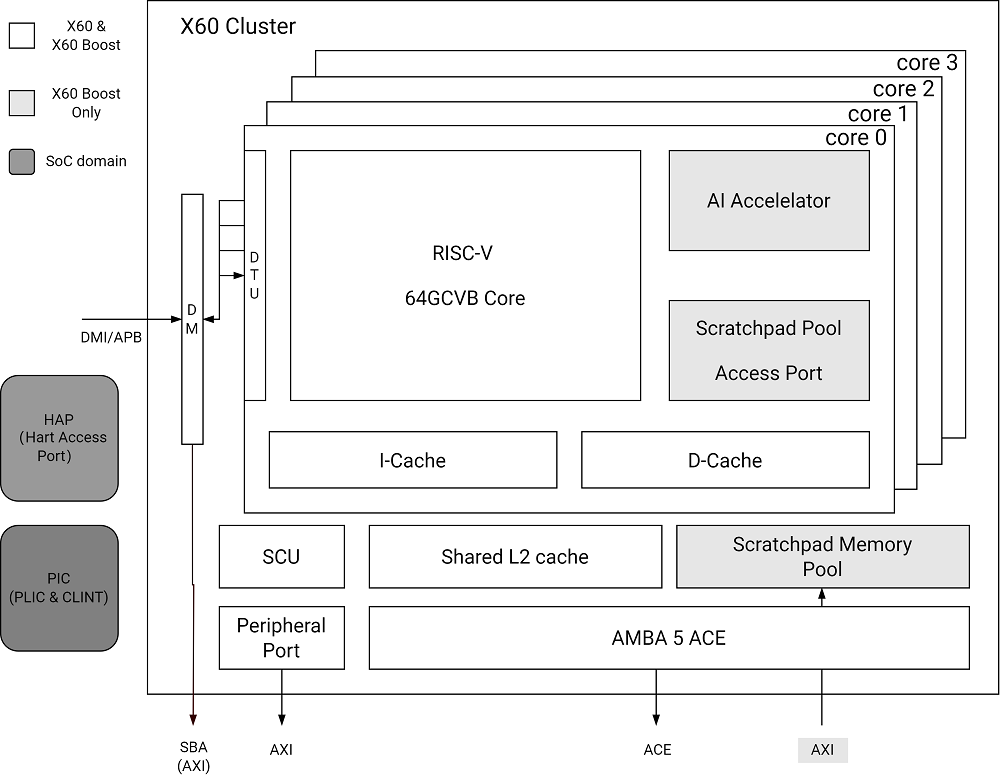 X60 &
X60 Boost
X60 Boost
Only
SoC domain
X60 Cluster
core 3
core 2
core 1
core 0
D
T
U
RISC-V
64GCVB Core
AI Accelelator
Scratchpad Pool
Access Port
D
M
DMI/APB
I-Cache
D-Cache
HAP
(Hart Access
Port)
PIC
(PLIC & CLINT)
SCU
Shared L2 cache
Scratchpad Memory
Pool
Peripheral
Port
AMBA 5 ACE
SBA
(AXI)
AXI
ACE
AXI